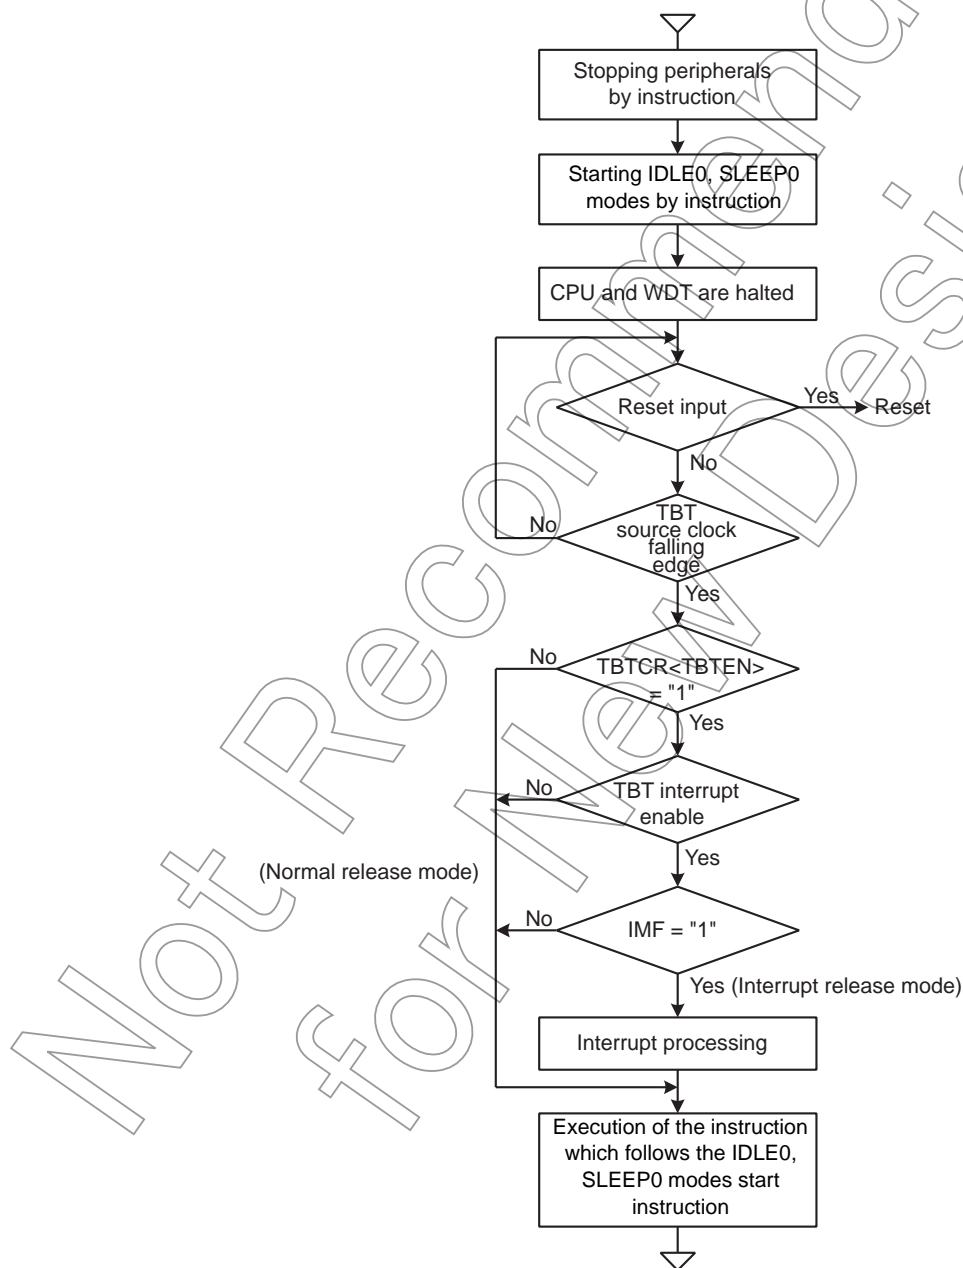 Stopping peripherals
by instruction
Starting IDLE0, SLEEP0
modes by instruction
CPU and WDT are halted
Reset input
Yes
Reset
No
TBT
source clock
falling
edge
No
Yes
TBTCR<TBTEN>
= "1"
No
Yes
TBT interrupt
enable
No
Yes
(Normal release mode)
IMF = "1"
No
Yes (Interrupt release mode)
Interrupt processing
Execution of the instruction
which follows the IDLE0,
SLEEP0 modes start
instruction
Not Recommend
for New Desi